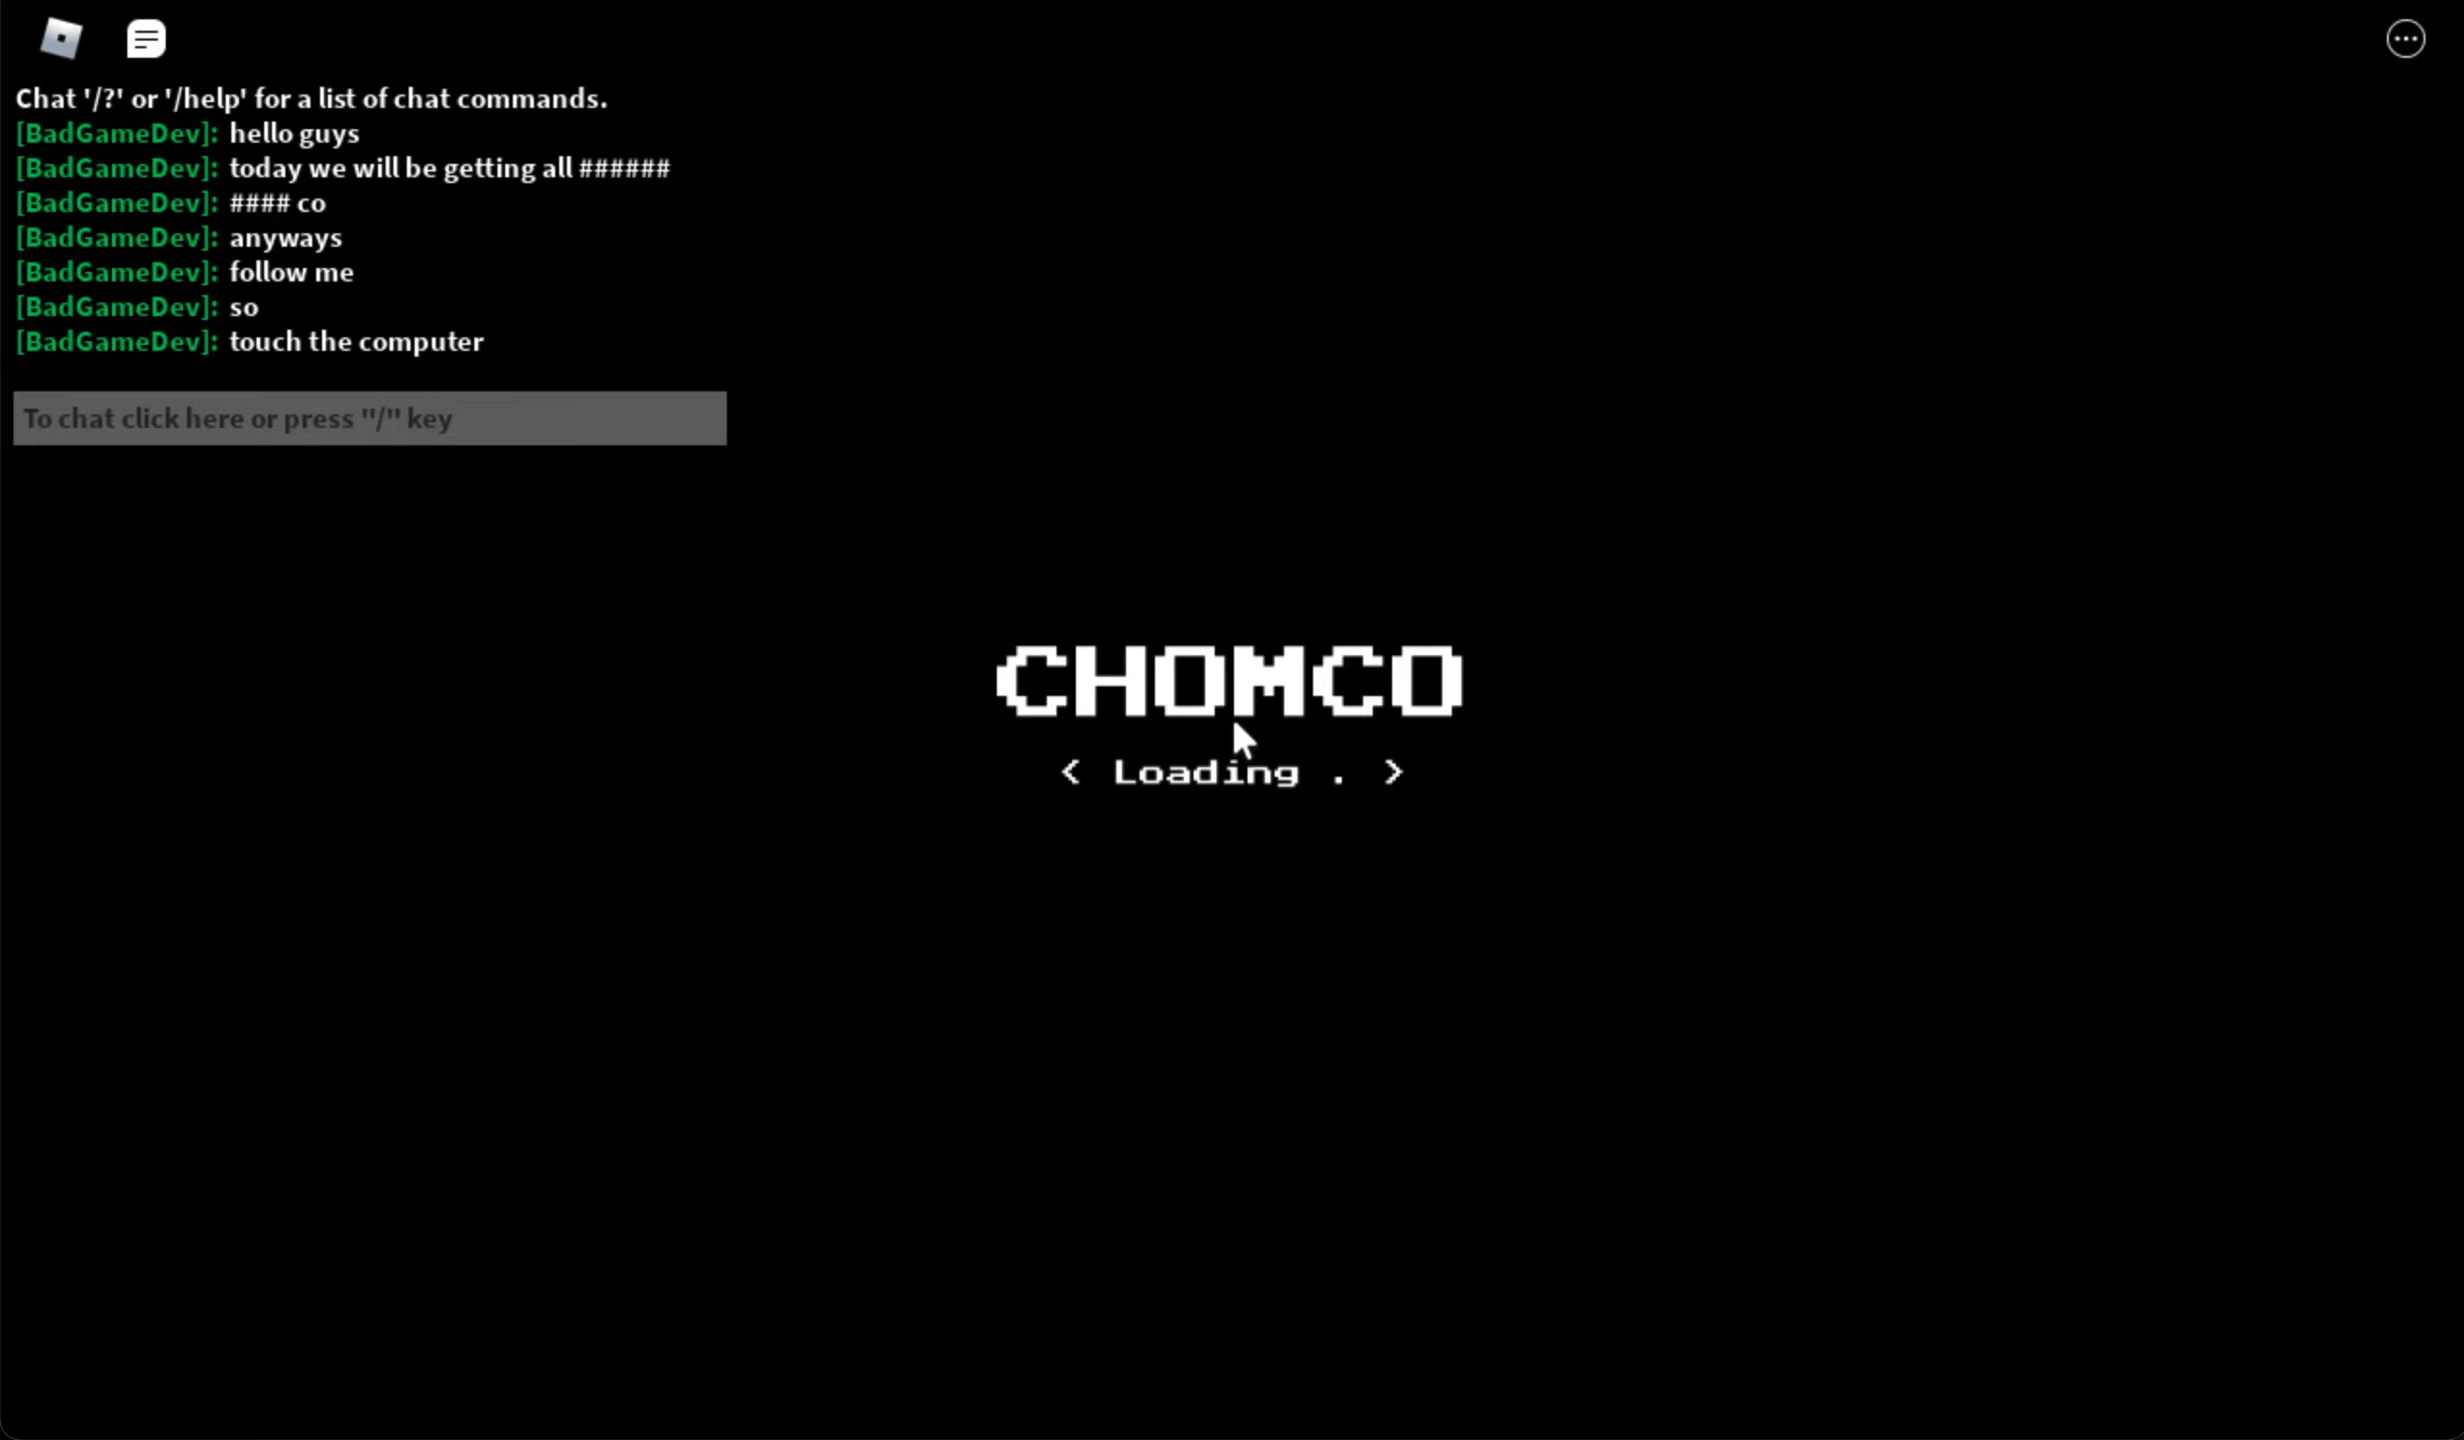 Chat '/?' or '/help' for a list of chat commands.
[BadGameDev]: hello guys
[BadGameDev]: today we will be getting all ######
[BadGameDev]: #### co
[BadGameDev]: anyways
[BadGameDev]: follow me
[BadGameDev]: so
[BadGameDev]: touch the computer
To chat click here or press "/" key
CHOMCO
< Loading . >